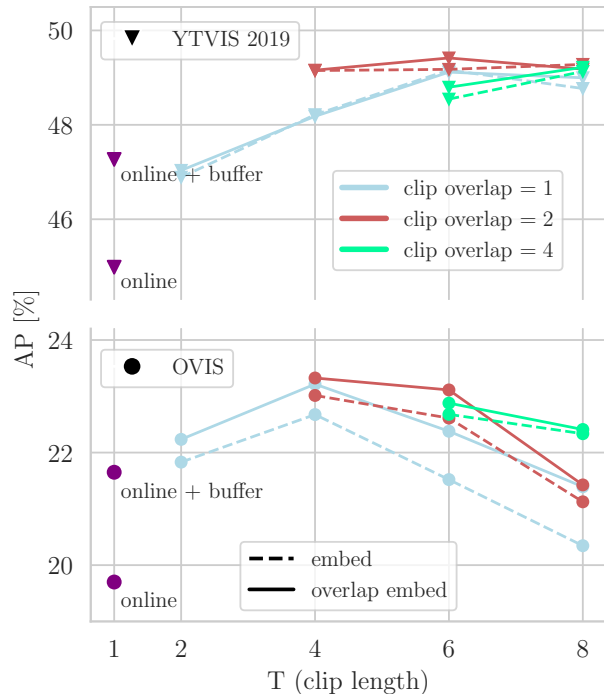 50
YTVIS 2019
48
online + buffer
clip overlap = 1
clip overlap = 2
clip overlap = 4
46
online
AP [%]
24
OVIS
22
online + buffer
20
embed
overlap embed
online
1 2 4 6 8
T (clip length)